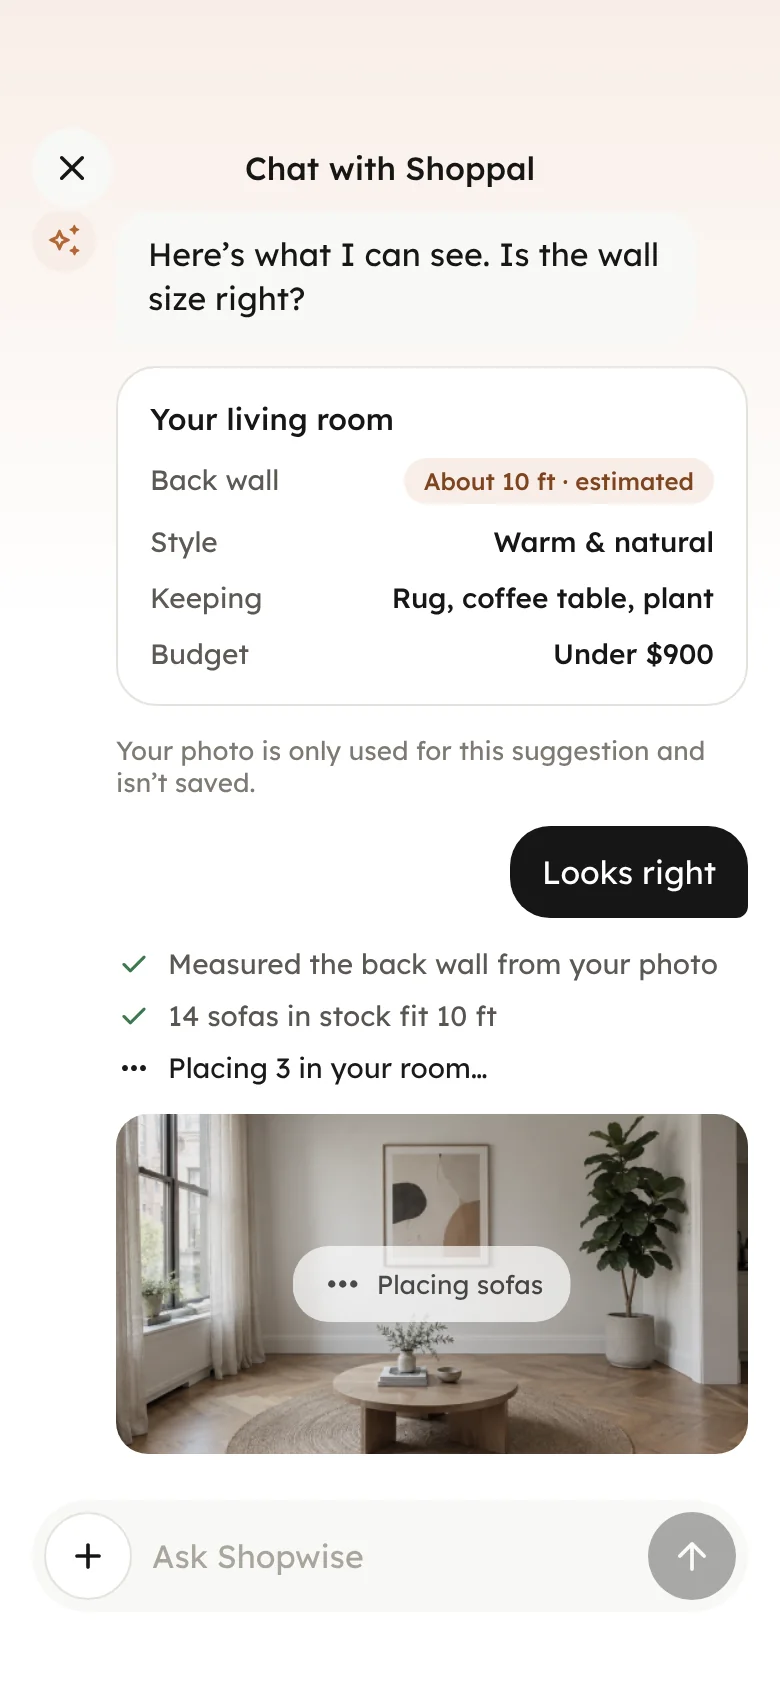 Chat with Shoppal
Here’s what I can see. Is the wall
size right?
Your living room
Back wall About 10 ft · estimated
Style Warm & natural
Keeping Rug, coffee table, plant
Budget Under $900
Your photo is only used for this suggestion and
isn’t saved.
Looks right
Measured the back wall from your photo
14 sofas in stock fit 10 ft
Placing 3 in your room…
Placing sofas
Ask Shopwise